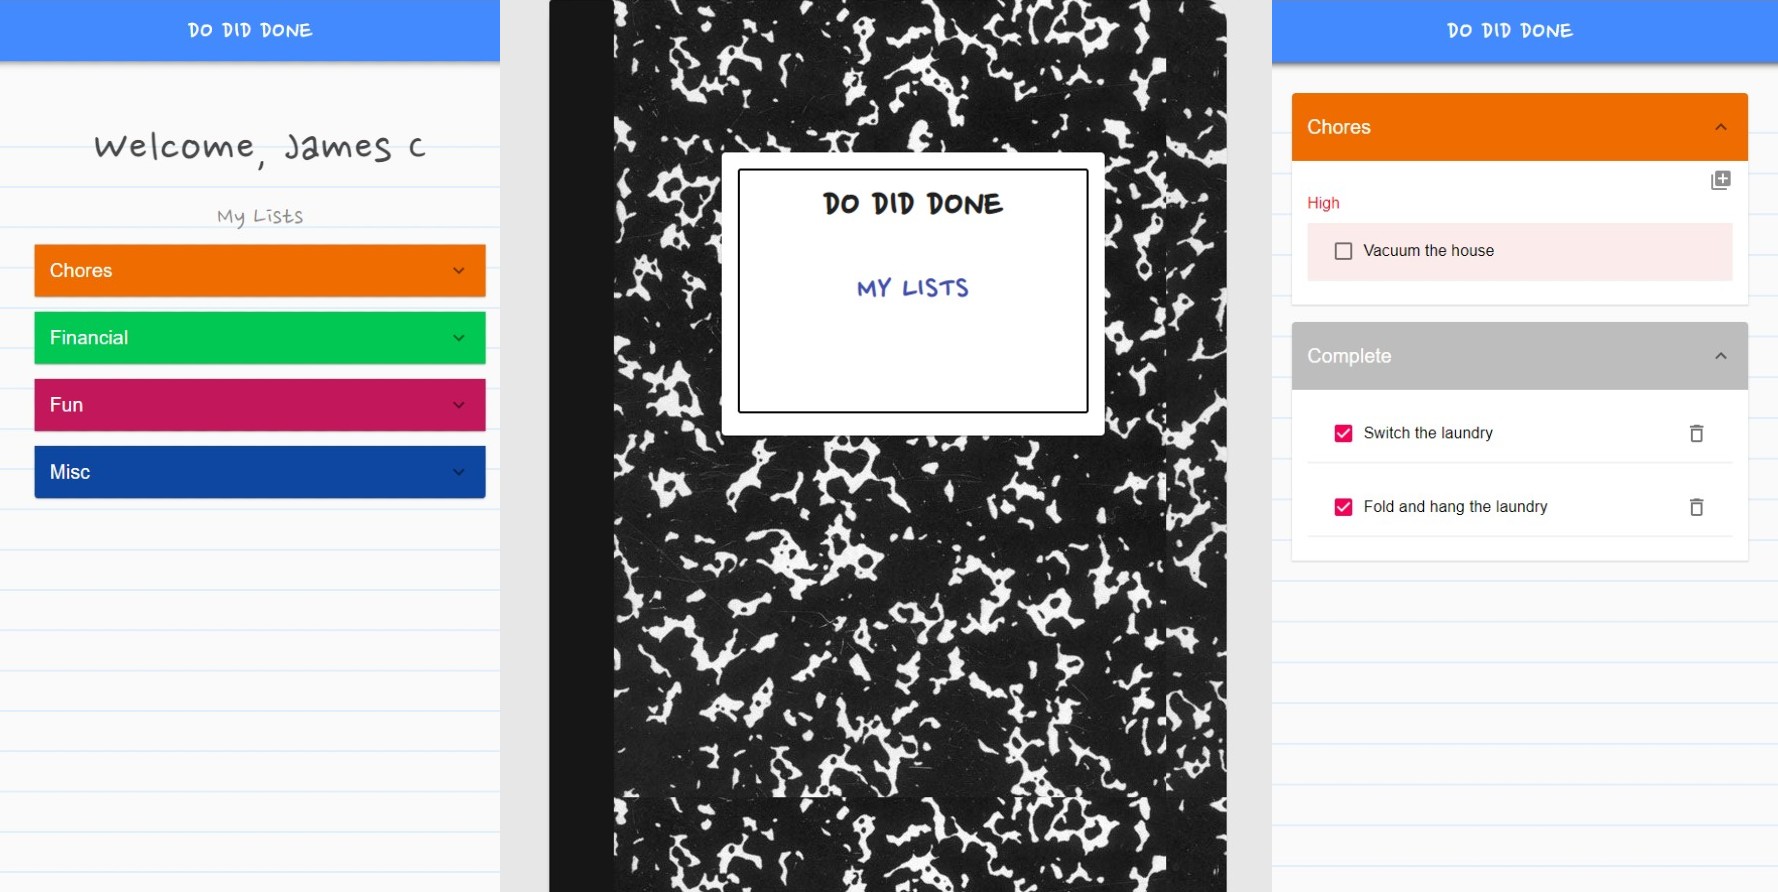 DO DID DONE
Welcome, James C
My Lists
Chores
Financial
Fun
Misc
DO DID DONE
MY LISTS
DO DID DONE
Chores
High
Vacuum the house
Complete
Switch the laundry
Fold and hang the laundry